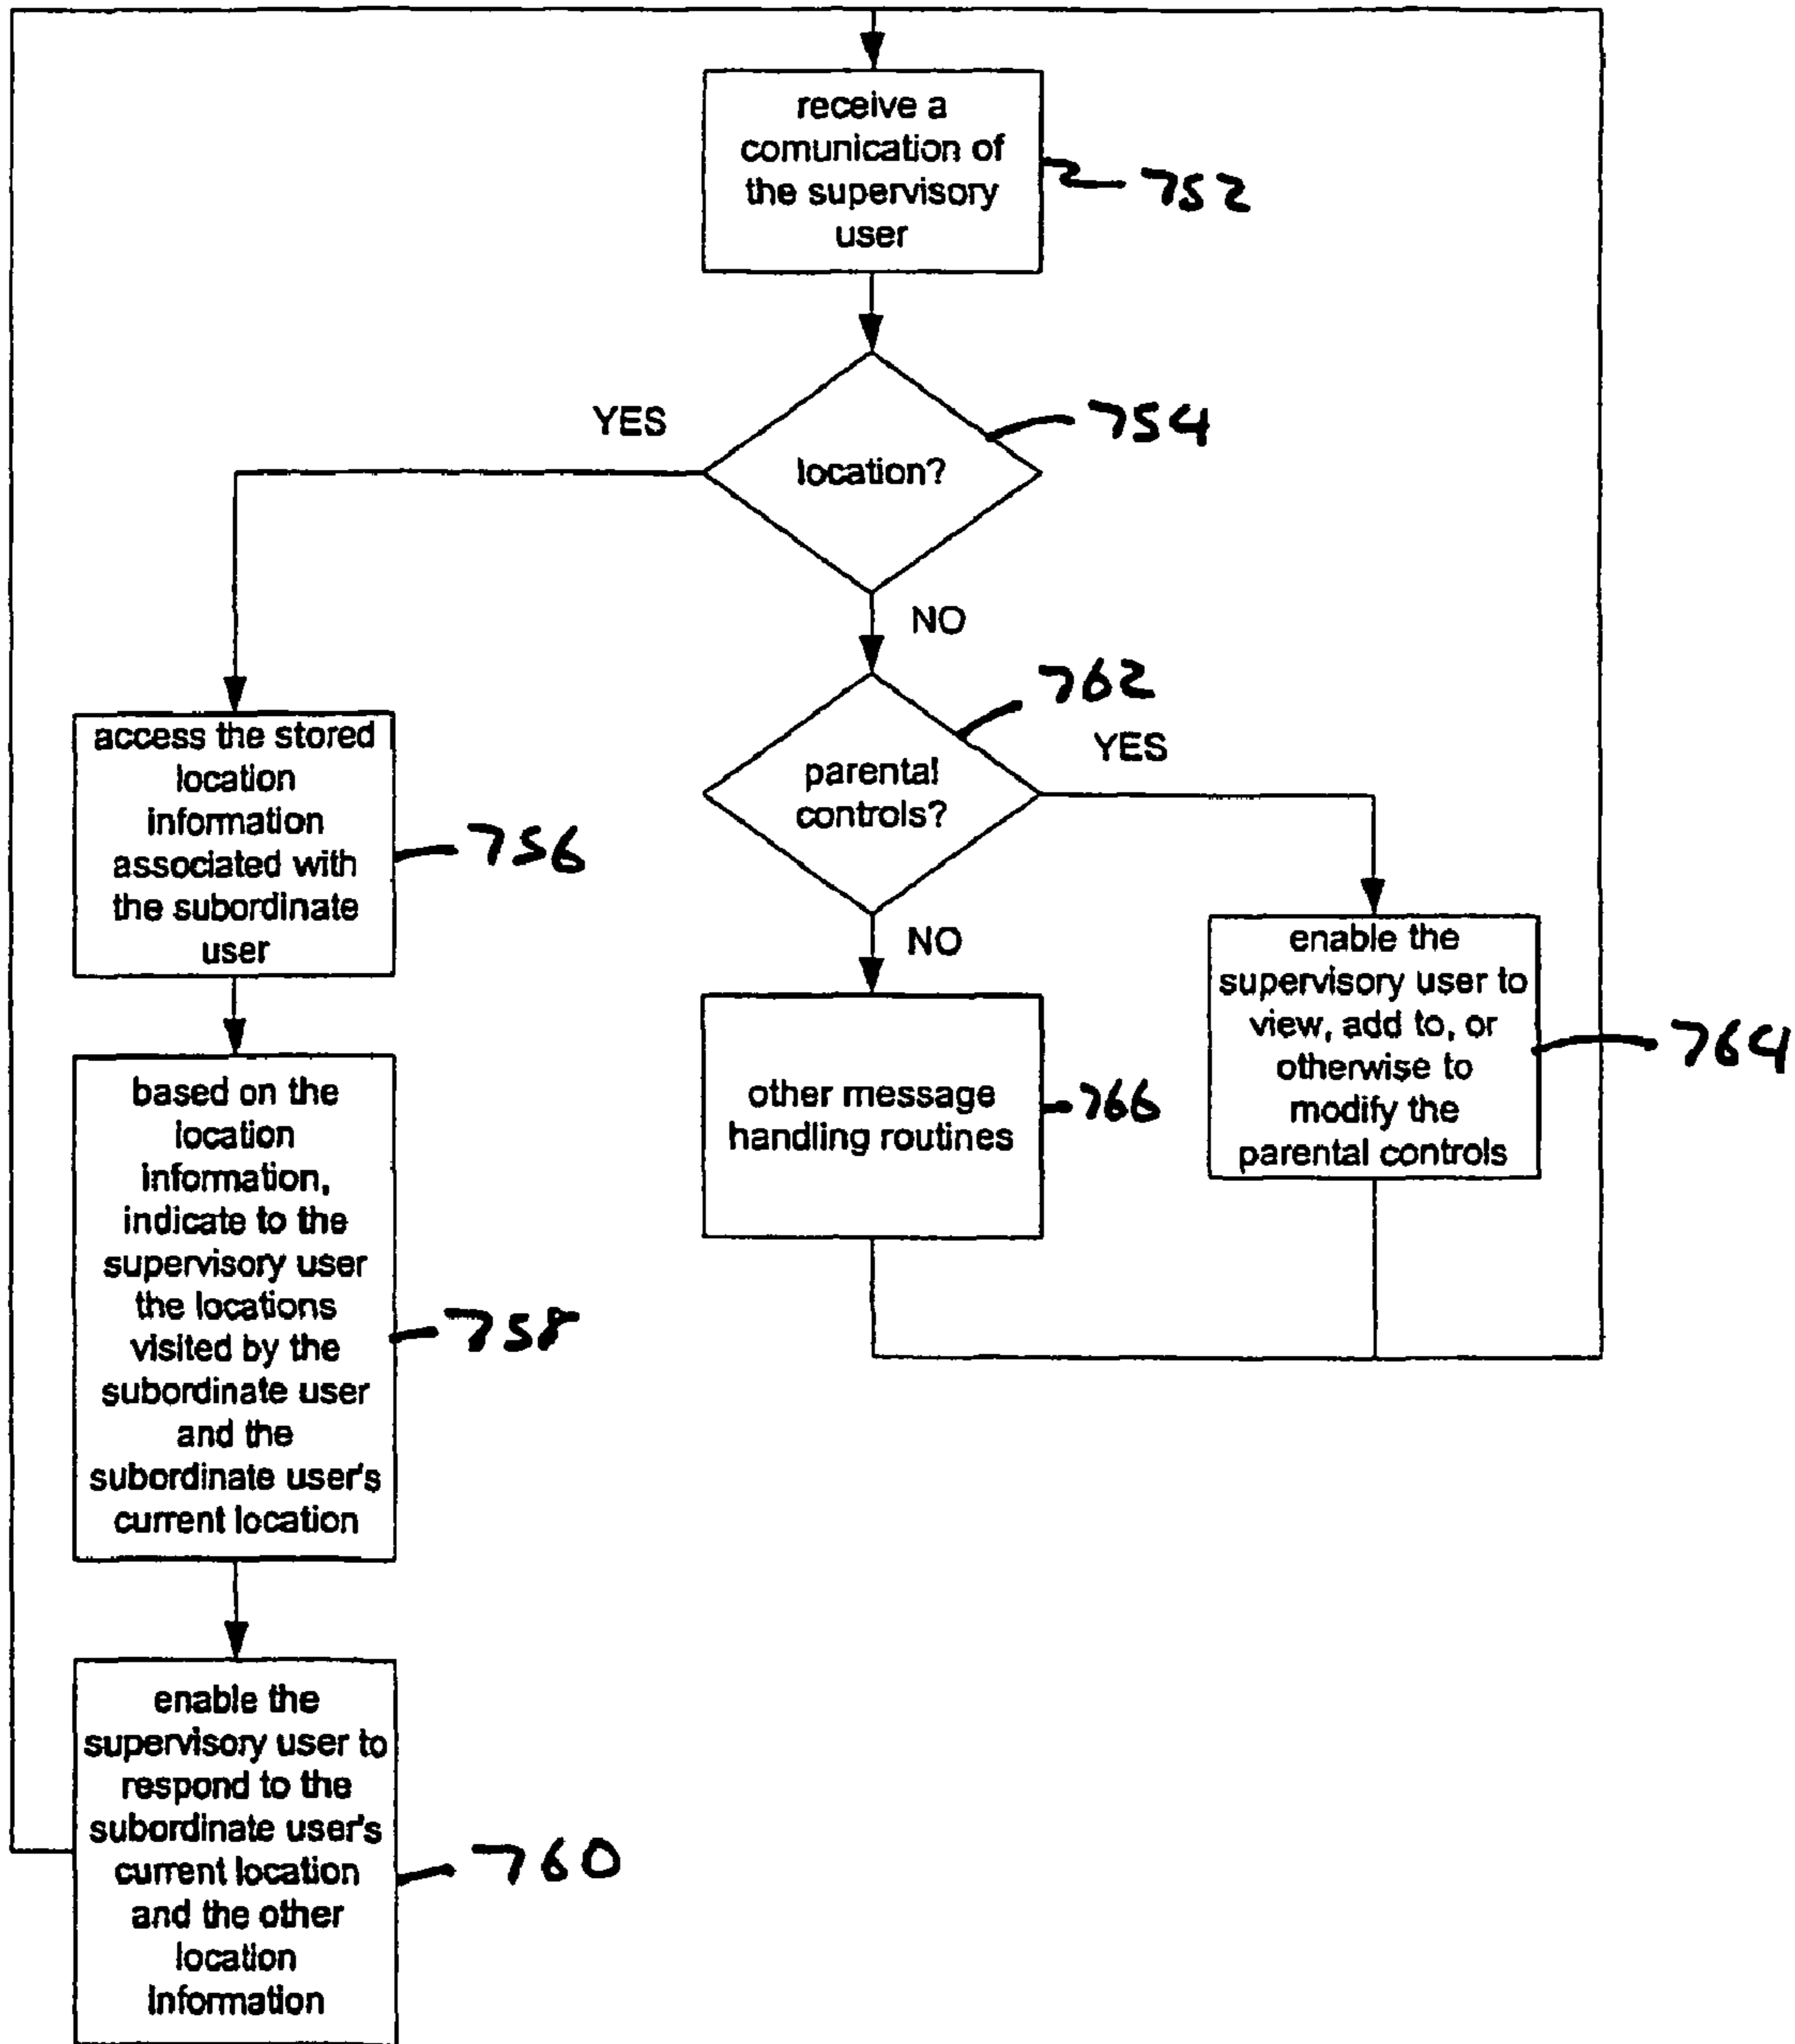 receive a
comunication of
the supervisory
user
752
YES
754
location?
NO
762
YES
parental
controls?
access the stored
location
information
associated with
the subordinate
user
756
NO
enable the
supervisory user to
view, add to, or
otherwise to
modify the
parental controls
764
other message
handling routines
766
based on the
location
information,
indicate to the
supervisory user
the locations
visited by the
subordinate user
and the
subordinate user's
current location
758
enable the
supervisory user to
respond to the
subordinate user's
current location
and the other
location
information
760